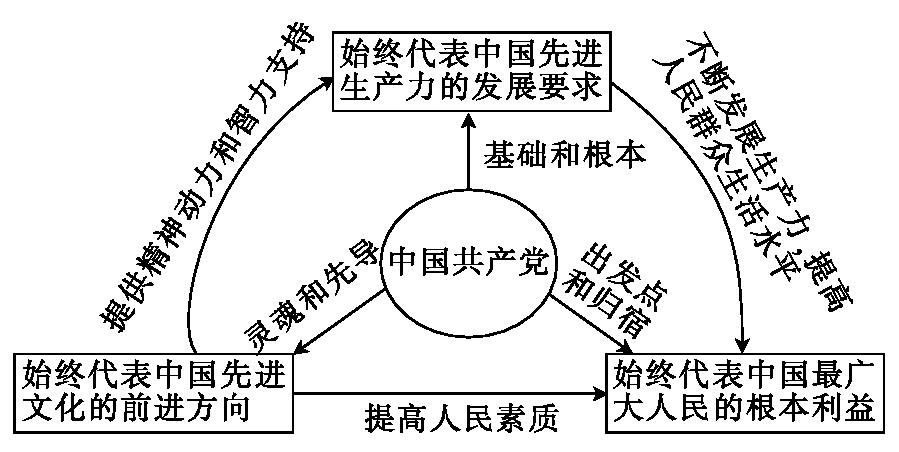 始终代表中国先进
生产力的发展要求
提供精神动力和智力支持
不断发展生产力,提高
人民群众生活水平
基础和根本
中国共产党
灵魂和先导
出发点
和归宿
始终代表中国先进
文化的前进方向
提高人民素质
始终代表中国最广
大人民的根本利益